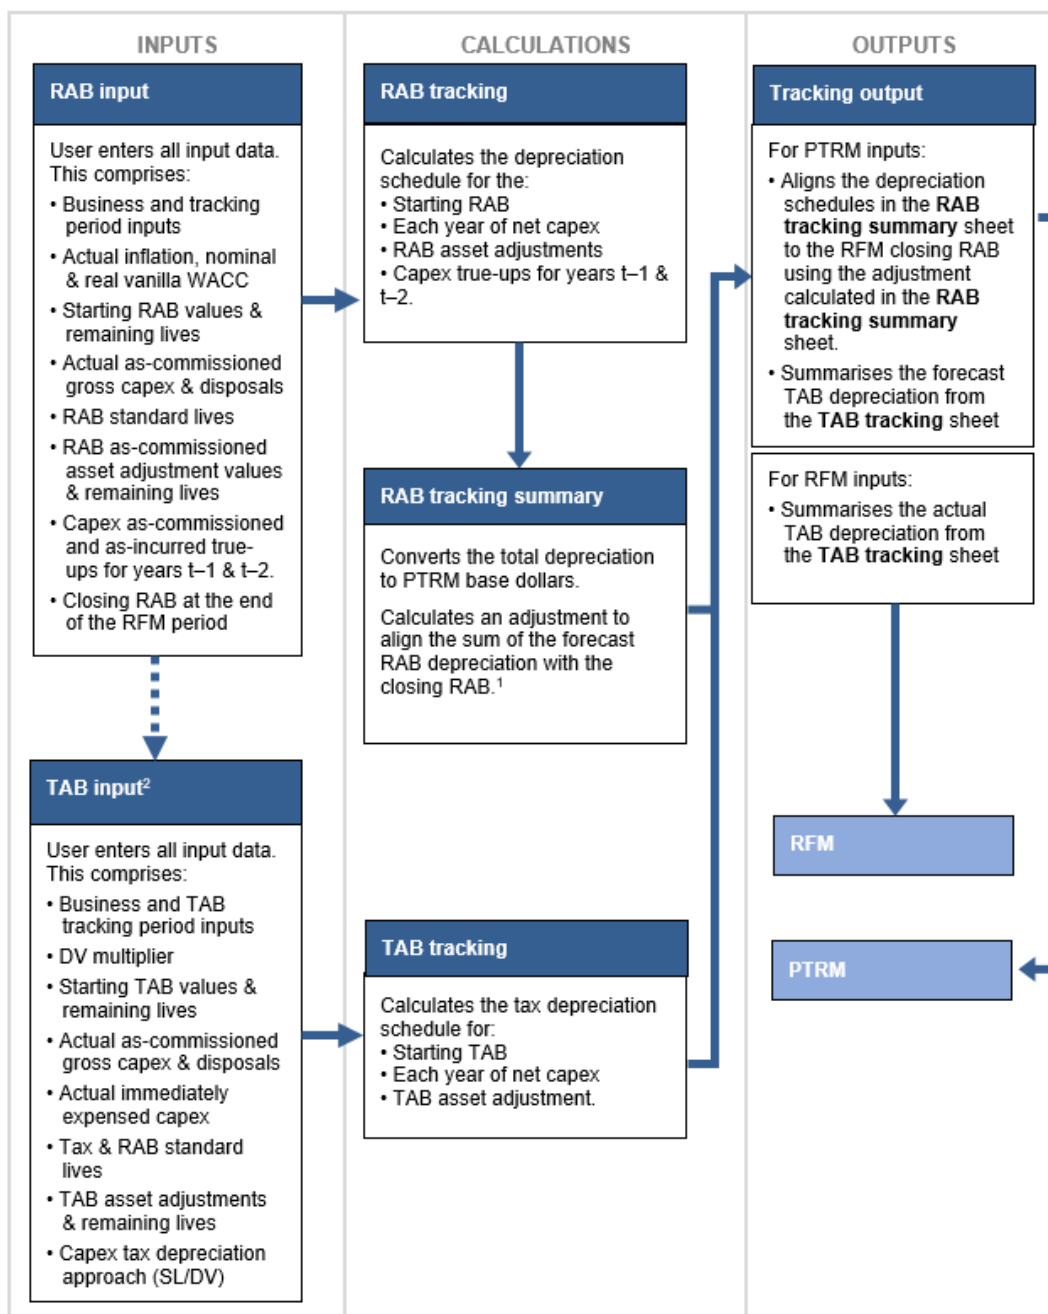 INPUTS
RAB input
User enters all input data.
This comprises:
• Business and tracking
period inputs
• Actual inflation, nominal
& real vanilla WACC
• Starting RAB values &
remaining lives
• Actual as-commissioned
gross capex & disposals
• RAB standard lives
• RAB as-commissioned
asset adjustment values
& remaining lives
• Capex as-commissioned
and as-incurred true-
ups for years t–1 & t–2.
• Closing RAB at the end
of the RFM period
TAB input²
User enters all input data.
This comprises:
• Business and TAB
tracking period inputs
• DV multiplier
• Starting TAB values &
remaining lives
• Actual as-commissioned
gross capex & disposals
• Actual immediately
expensed capex
• Tax & RAB standard
lives
• TAB asset adjustments
& remaining lives
• Capex tax depreciation
approach (SL/DV)
CALCULATIONS
RAB tracking
Calculates the depreciation
schedule for the:
• Starting RAB
• Each year of net capex
• RAB asset adjustments
• Capex true-ups for years t–1 &
t–2.
RAB tracking summary
Converts the total depreciation
to PTRM base dollars.
Calculates an adjustment to
align the sum of the forecast
RAB depreciation with the
closing RAB.¹
TAB tracking
Calculates the tax depreciation
schedule for:
• Starting TAB
• Each year of net capex
• TAB asset adjustment.
OUTPUTS
Tracking output
For PTRM inputs:
• Aligns the depreciation
schedules in the RAB
tracking summary sheet
to the RFM closing RAB
using the adjustment
calculated in the RAB
tracking summary
sheet.
• Summarises the forecast
TAB depreciation from
the TAB tracking sheet
For RFM inputs:
• Summarises the actual
TAB depreciation from
the TAB tracking sheet
RFM
PTRM